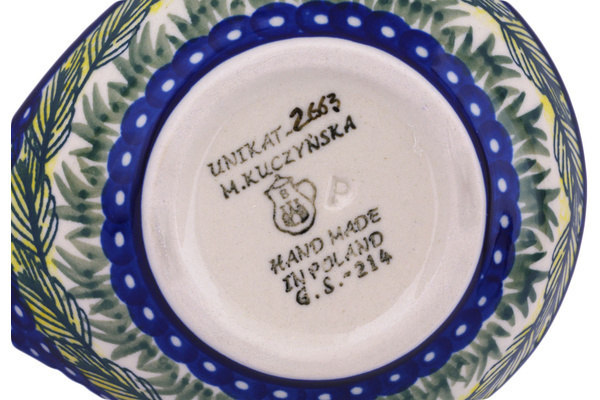 UNIKAT-2663
M.KUCZYŃSKA
B
P
HAND MADE
IN POLAND
G.S.-214